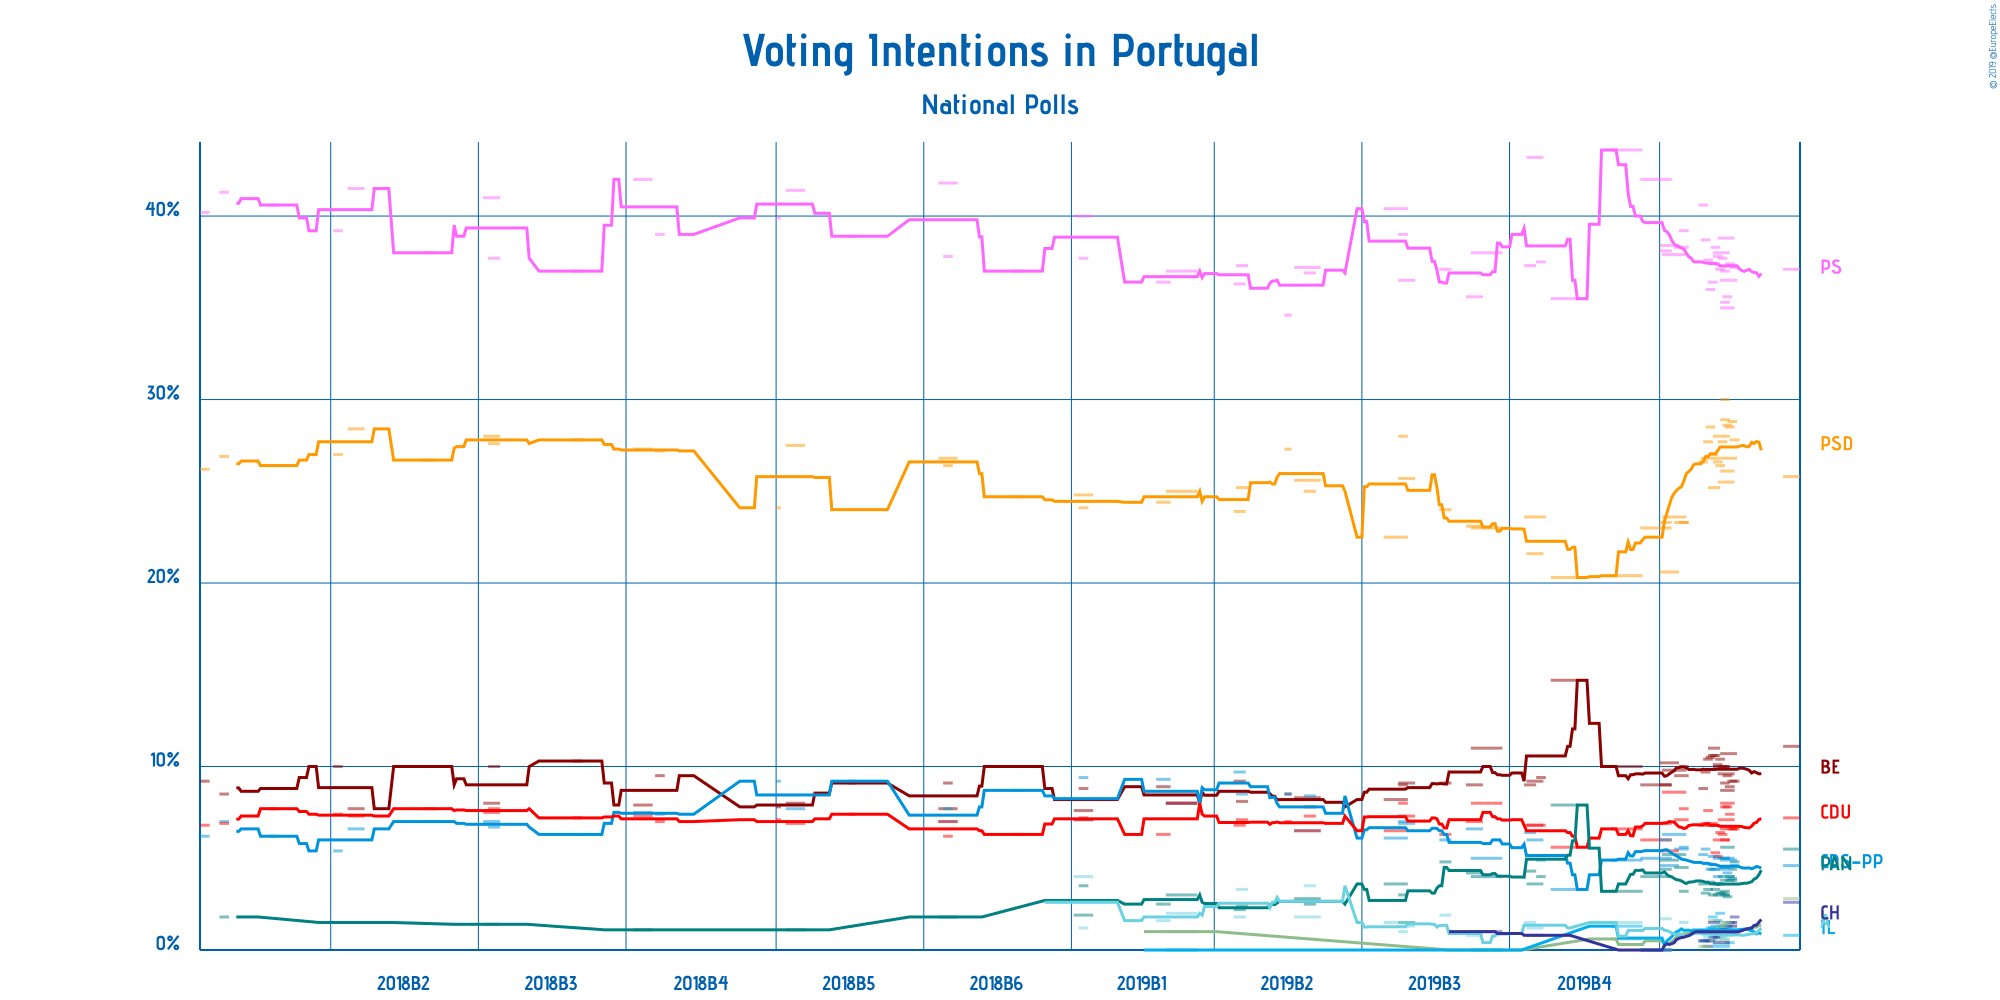 Voting Intentions in Portugal
National Polls
© 2019 @EuropeElects
40%
30%
20%
10%
0%
PS
PSD
BE
CDU
CDS-PP
PAN
CH
IL
2018B2
2018B3
2018B4
2018B5
2018B6
2019B1
2019B2
2019B3
2019B4